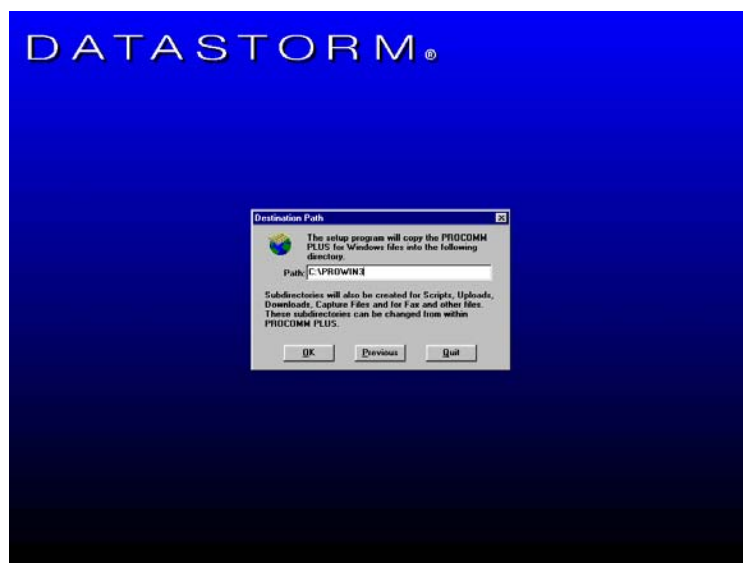 DATASTORM®
Destination Path
The setup program will copy the PROCOMM
PLUS for Windows files into the following
directory.
Path: C:\PROWIN3
Subdirectories will also be created for Scripts, Uploads,
Downloads, Capture Files and for Fax and other files.
These subdirectories can be changed from within
PROCOMM PLUS.
OK Previous Quit